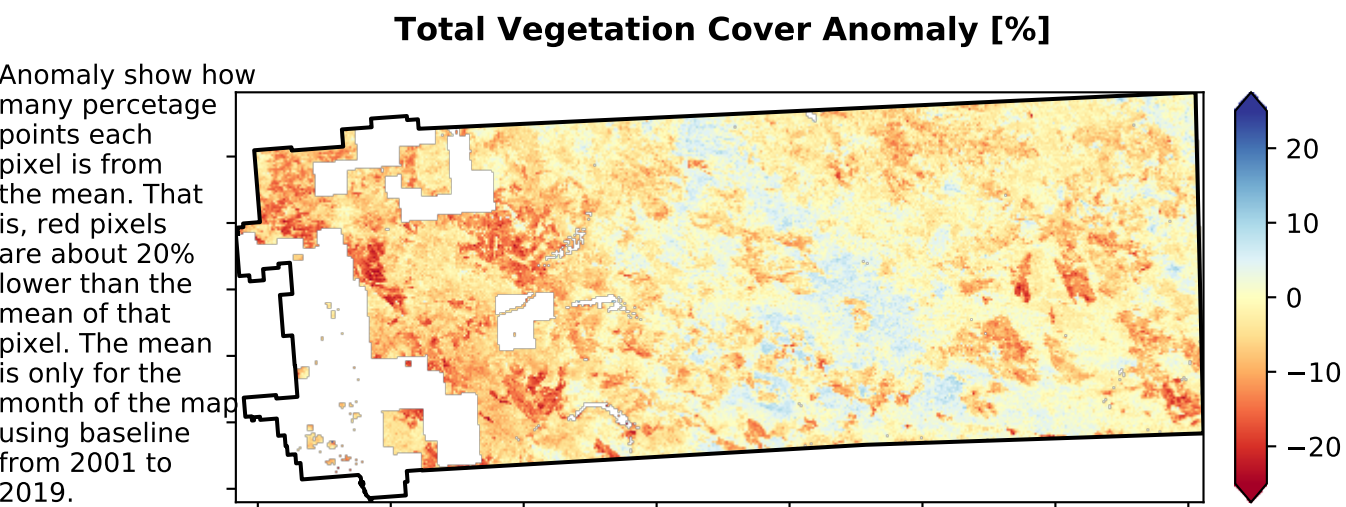 Total Vegetation Cover Anomaly [%]
Anomaly show how
many percetage
points each
pixel is from
the mean. That
is, red pixels
are about 20%
lower than the
mean of that
pixel. The mean
is only for the
month of the map
using baseline
from 2001 to
2019.
20
10
0
−10
−20